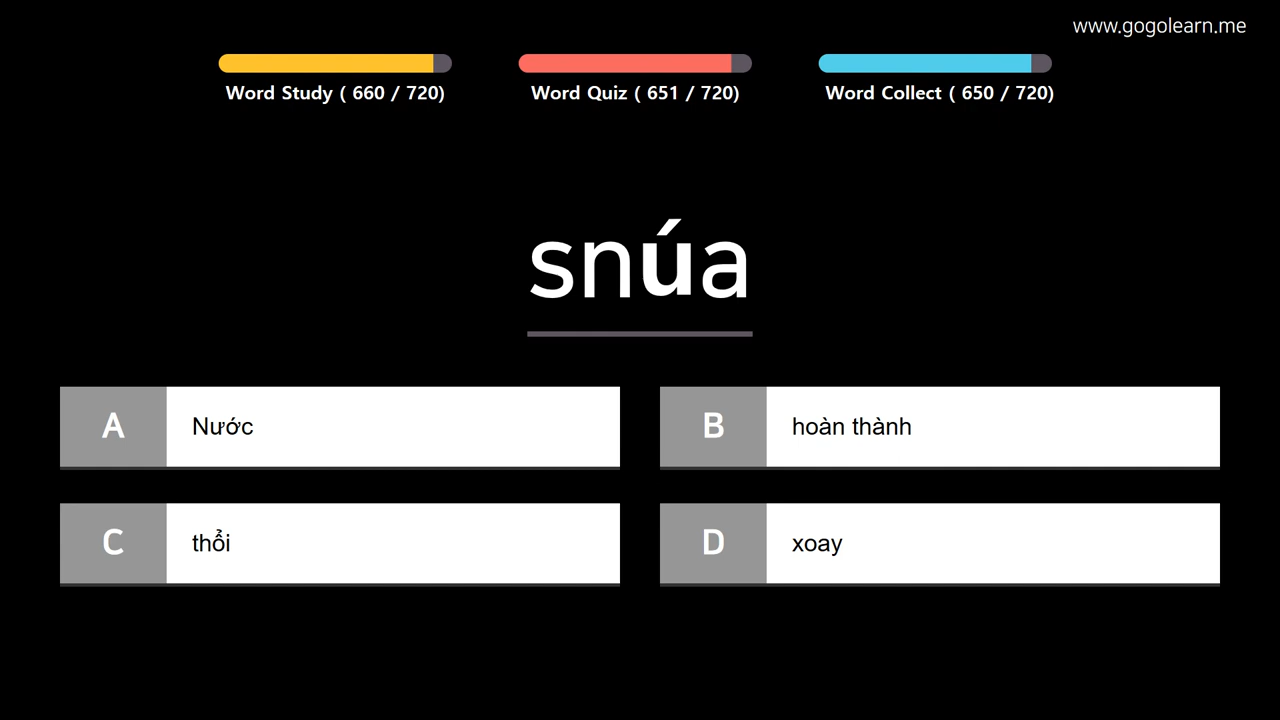 www.gogolearn.me
Word Study ( 660 / 720)
Word Quiz ( 651 / 720)
Word Collect ( 650 / 720)
snúa
A Nước
B hoàn thành
C thổi
D xoay